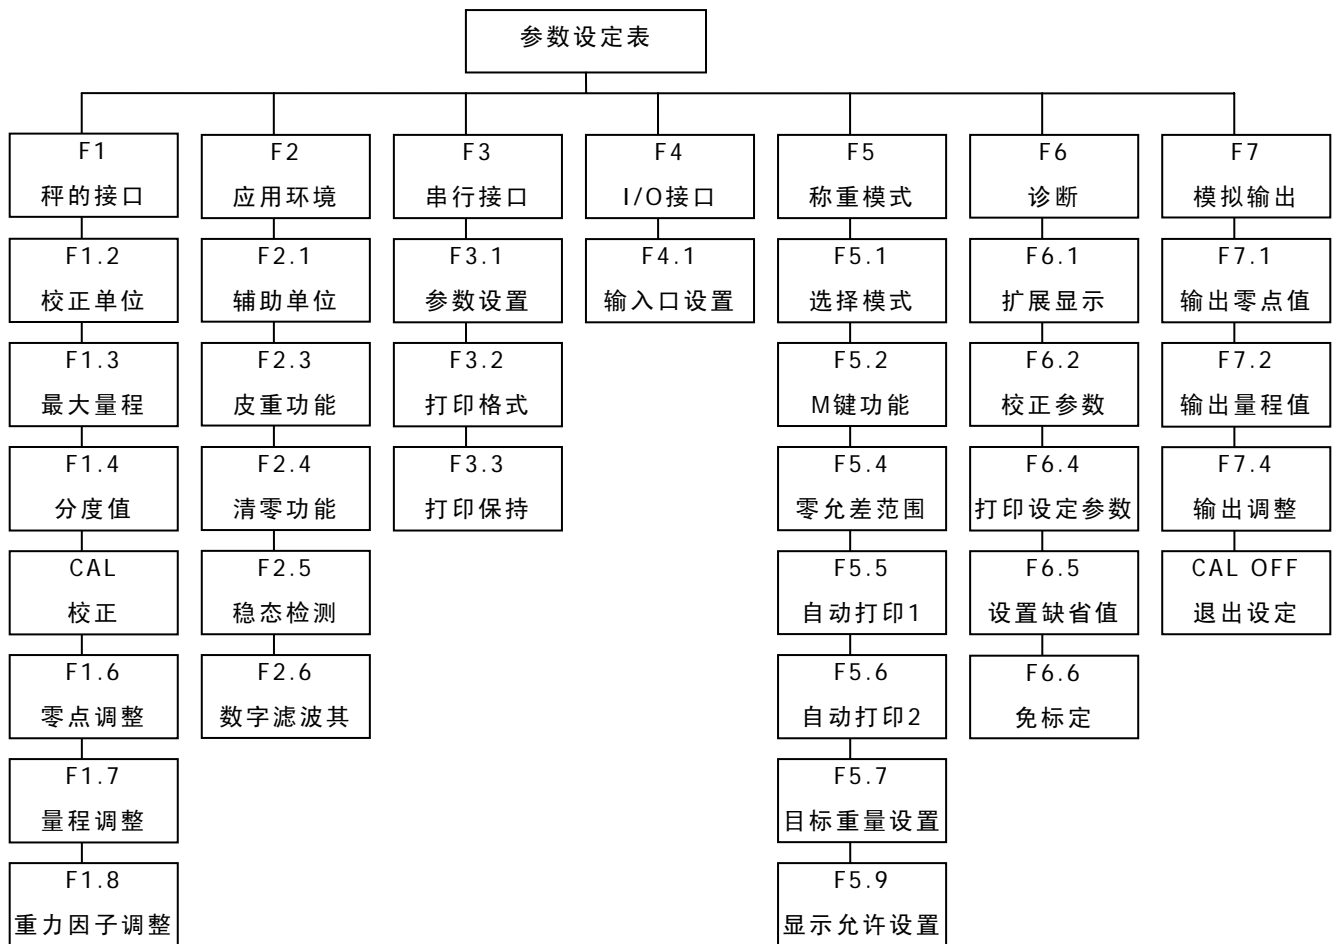 参数设定表
F1
秤的接口
F1.2
校正单位
F1.3
最大量程
F1.4
分度值
CAL
校正
F1.6
零点调整
F1.7
量程调整
F1.8
重力因子调整
F2
应用环境
F2.1
辅助单位
F2.3
皮重功能
F2.4
清零功能
F2.5
稳态检测
F2.6
数字滤波其
F3
串行接口
F3.1
参数设置
F3.2
打印格式
F3.3
打印保持
F4
I/O接口
F4.1
输入口设置
F5
称重模式
F5.1
选择模式
F5.2
M键功能
F5.4
零允差范围
F5.5
自动打印1
F5.6
自动打印2
F5.7
目标重量设置
F5.9
显示允许设置
F6
诊断
F6.1
扩展显示
F6.2
校正参数
F6.4
打印设定参数
F6.5
设置缺省值
F6.6
免标定
F7
模拟输出
F7.1
输出零点值
F7.2
输出量程值
F7.4
输出调整
CAL OFF
退出设定